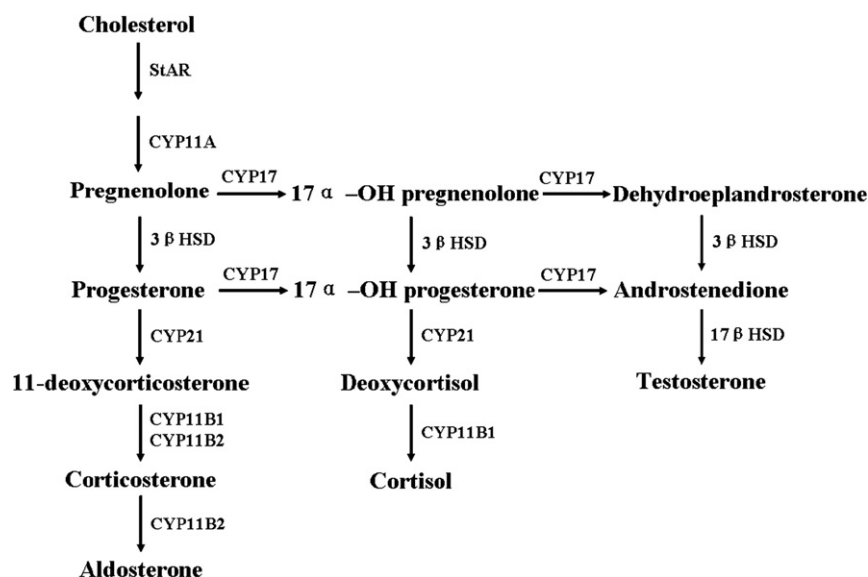 Cholesterol
StAR
CYP11A
Pregnenolone CYP17 17 α –OH pregnenolone CYP17 Dehydroeplandrosterone
3 β HSD 3 β HSD 3 β HSD
Progesterone CYP17 17 α –OH progesterone CYP17 Androstenedione
CYP21 CYP21 17 β HSD
11-deoxycorticosterone Deoxycortisol Testosterone
CYP11B1
CYP11B2 CYP11B1
Corticosterone Cortisol
CYP11B2
Aldosterone